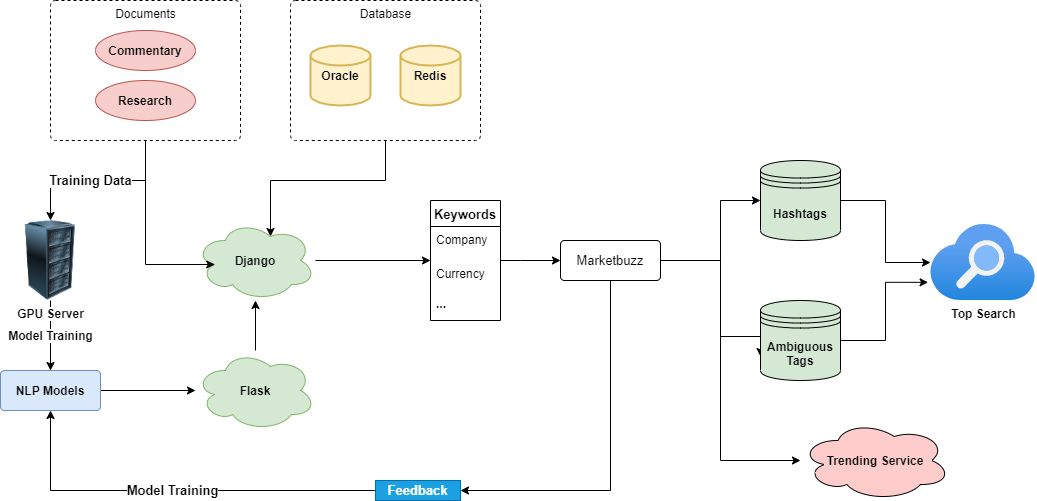 Documents
Database
Commentary
Research
Oracle
Redis
Training Data
Keywords
Company
Currency
...
Django
Marketbuzz
Hashtags
Top Search
GPU Server
Model Training
Ambiguous
Tags
NLP Models
Flask
Trending Service
Model Training
Feedback